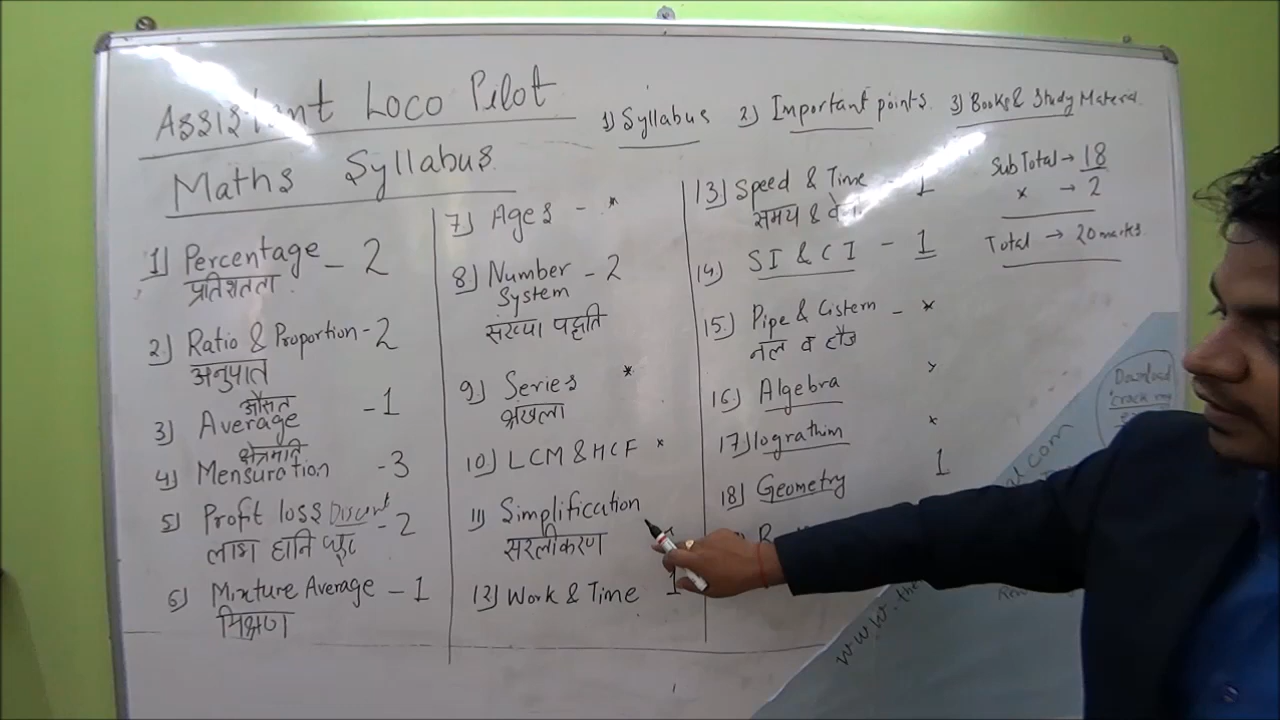 Assistant Loco Pilot
1) Syllabus 2) Important points. 3) Books & Study Material
Maths Syllabus
1) Percentage - 2
प्रतिशतता
2) Ratio & Proportion - 2
अनुपात
औसत
3) Average - 1
क्षेत्रमिति
4) Mensuration - 3
5) Profit loss Discount - 2
लाभ हानि छूट
6) Mixture Average - 1
मिश्रण
7) Ages - *
8) Number - 2
System
संख्या पद्धति
9) Series *
श्रंखला
10) LCM & HCF *
11) Simplification
सरलीकरण
12) Work & Time 1
13) Speed & Time - 1
समय &
14) SI & CI - 1
15) Pipe & Cistern - *
नल व हौज
16) Algebra *
17) lograthim *
18) Geometry 1
Sub Total → 18
* → 2
Total → 20 marks
Download
www.the